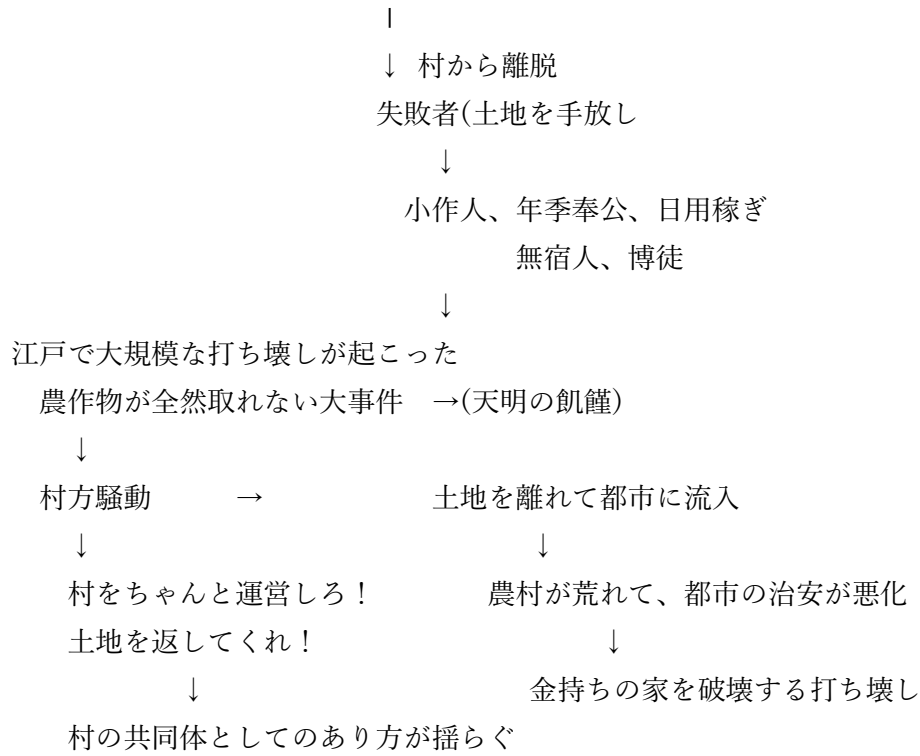 |
↓ 村から離脱
失敗者(土地を手放し
↓
小作人、年季奉公、日用稼ぎ
無宿人、博徒
↓
江戸で大規模な打ち壊しが起こった
農作物が全然取れない大事件 →(天明の飢饉)
↓
村方騒動 → 土地を離れて都市に流入
↓ ↓
村をちゃんと運営しろ！ 農村が荒れて、都市の治安が悪化
土地を返してくれ！ ↓
↓ 金持ちの家を破壊する打ち壊し
村の共同体としてのあり方が揺らぐ